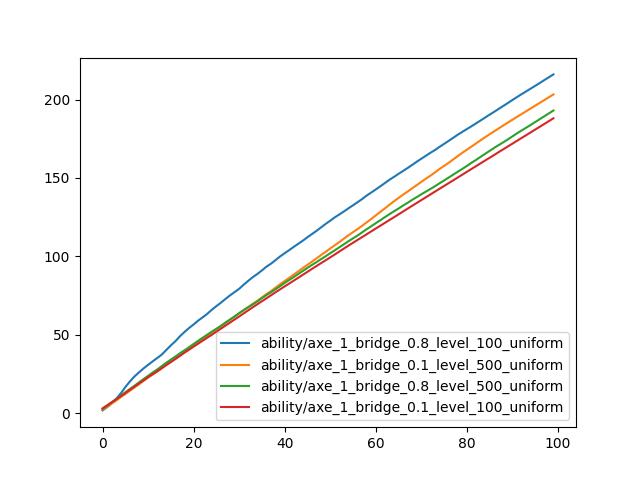 200
150
100
50
0
ability/axe_1_bridge_0.8_level_100_uniform
ability/axe_1_bridge_0.1_level_500_uniform
ability/axe_1_bridge_0.8_level_500_uniform
ability/axe_1_bridge_0.1_level_100_uniform
0 20 40 60 80 100